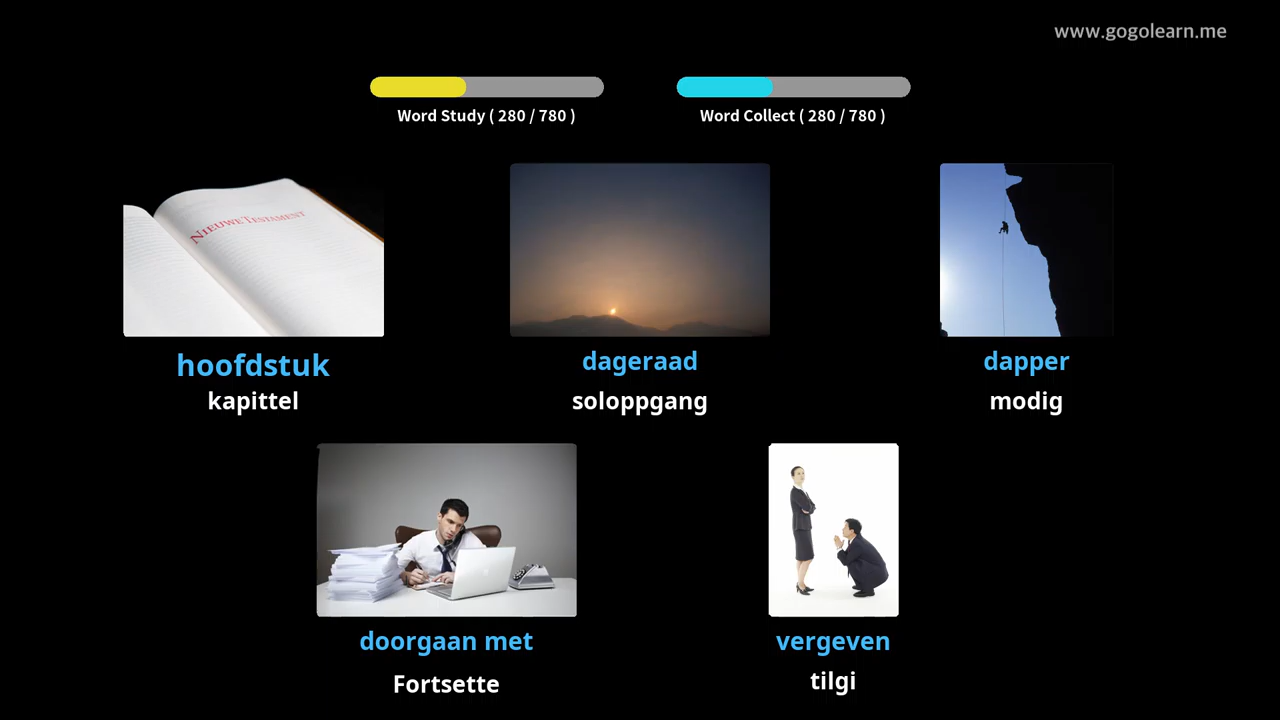 www.gogolearn.me
Word Study ( 280 / 780 )
Word Collect ( 280 / 780 )
NIEUWE TESTAMENT
hoofdstuk
kapittel
dageraad
soloppgang
dapper
modig
doorgaan met
Fortsette
vergeven
tilgi